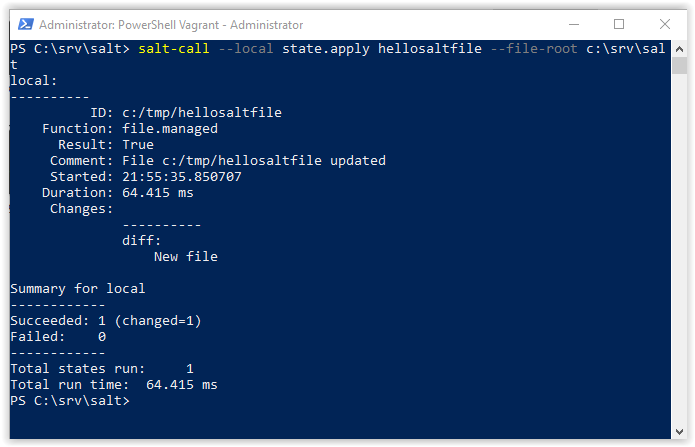 Administrator: PowerShell Vagrant - Administrator
PS C:\srv\salt> salt-call --local state.apply hellosaltfile --file-root c:\srv\sal
t
local:
----------
          ID: c:/tmp/hellosaltfile
    Function: file.managed
      Result: True
     Comment: File c:/tmp/hellosaltfile updated
     Started: 21:55:35.850707
    Duration: 64.415 ms
     Changes:
              ----------
              diff:
                  New file

Summary for local
------------
Succeeded: 1 (changed=1)
Failed:    0
------------
Total states run:     1
Total run time:  64.415 ms
PS C:\srv\salt>